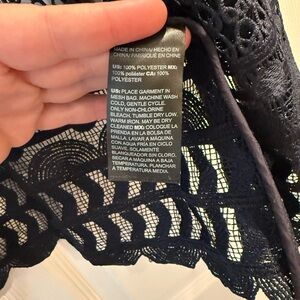 MADE IN CHINA/ HECHO EN
CHINA/ FABRIQUÉ EN CHINE
US: 100% POLYESTER MX:
100% poliéster CA: 100%
POLYESTER
US: PLACE GARMENT IN
MESH BAG, MACHINE WASH
COLD, GENTLE CYCLE.
ONLY NON-CHLORINE
BLEACH, TUMBLE DRY LOW.
WARM IRON, MAY BE DRY
CLEANED MX: COLOQUE LA
PRENDA EN LA BOLSA DE
MALLA. LAVAR A MÁQUINA
CON AGUA FRÍA EN CICLO
SUAVE. SOLAMENTE
BLANQUEADOR SIN CLORO.
SECAR A MÁQUINA A BAJA
TEMPERATURA. PLANCHAR
A TEMPERATURA MEDIA.